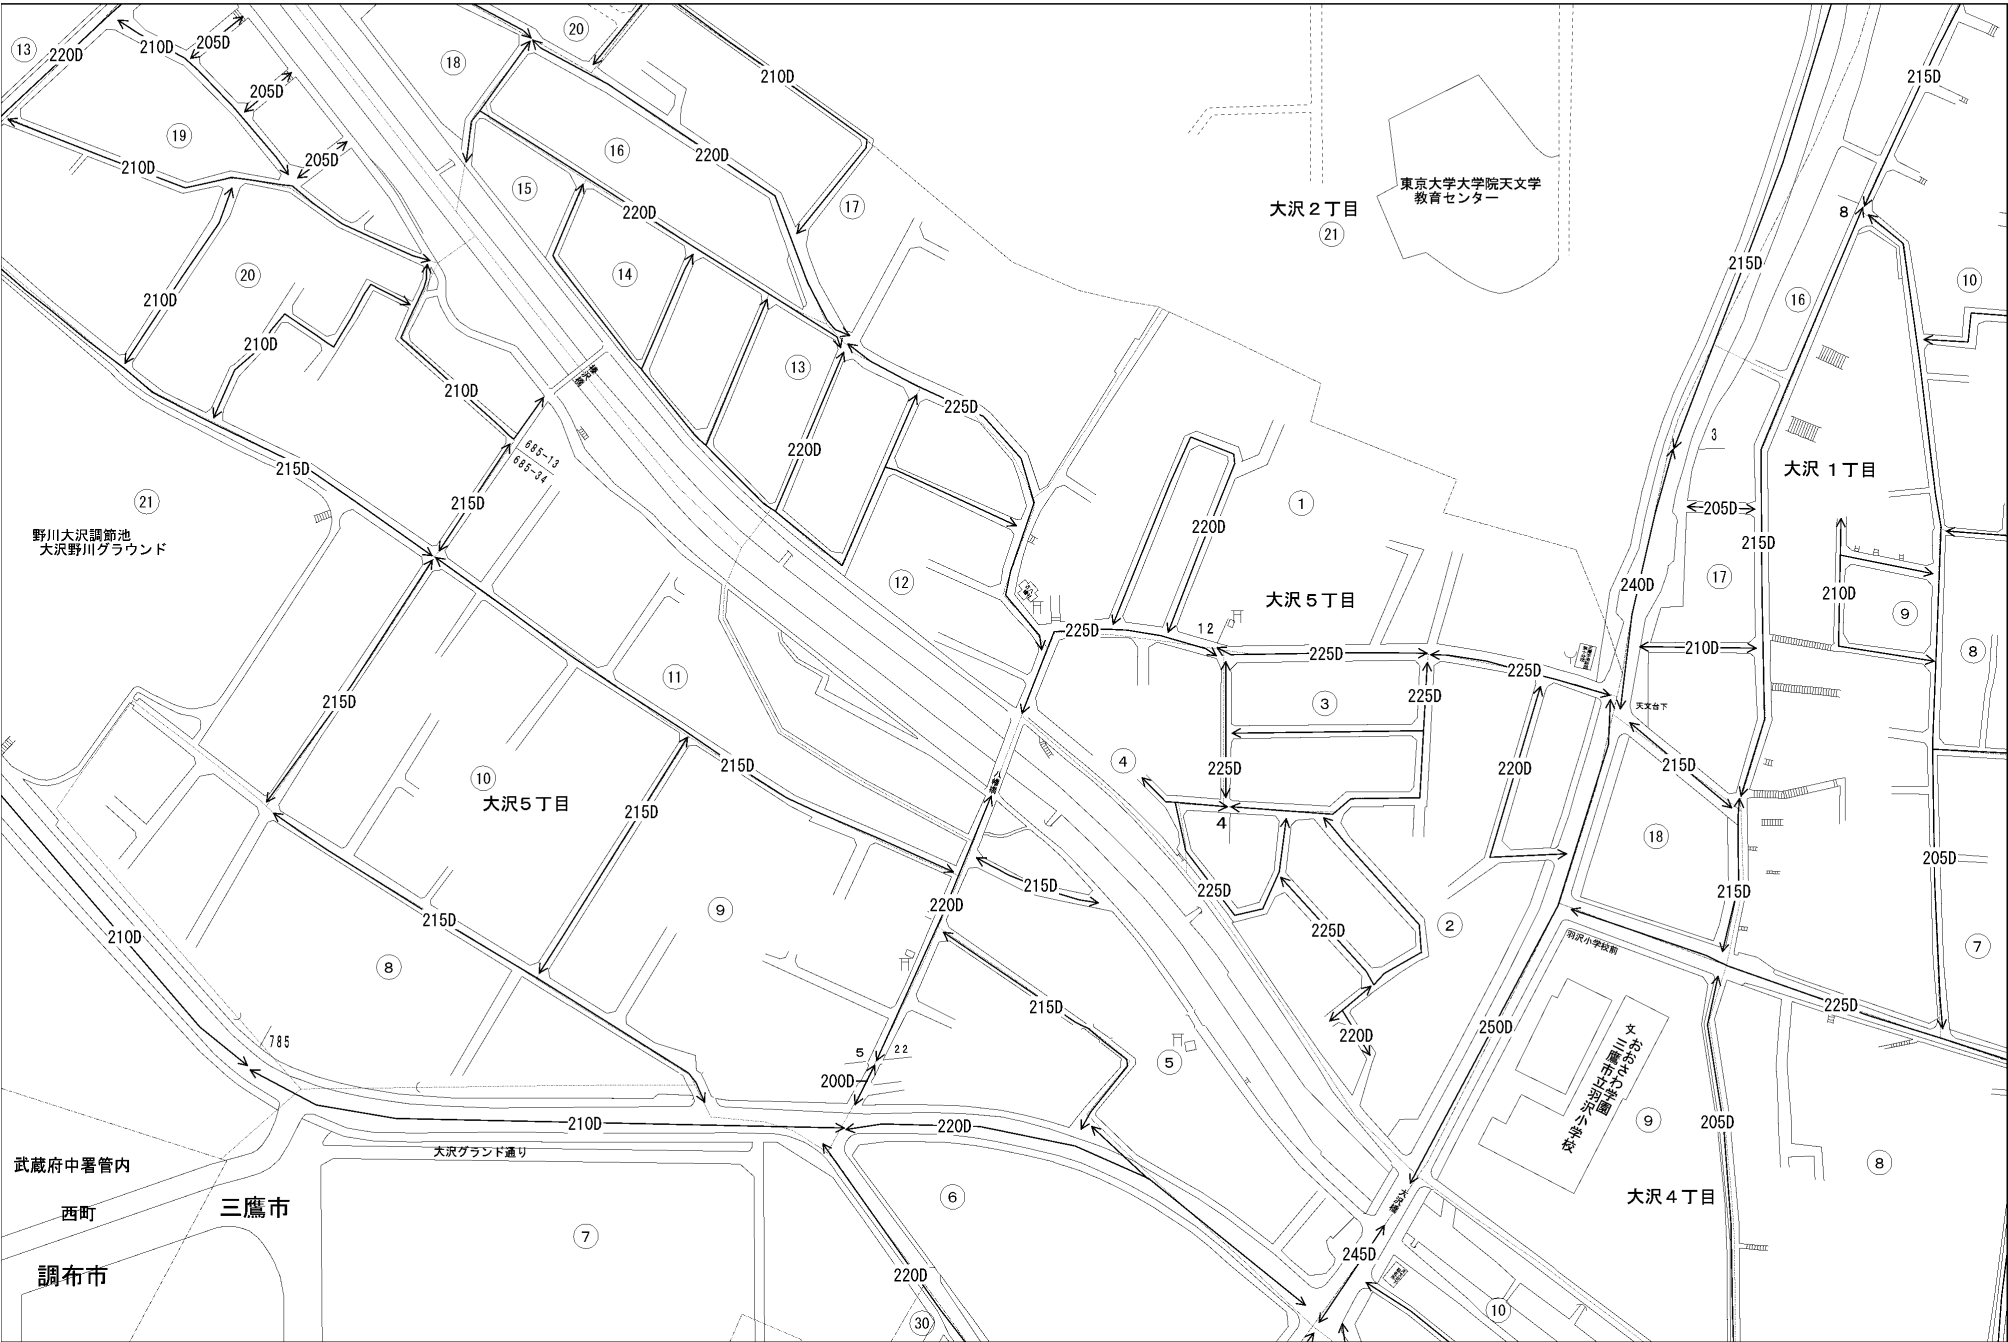 13
220D
210D
205D
18
20
210D
215D
205D
19
205D
210D
16
220D
15
220D
17
東京大学大学院天文学
教育センター
大沢２丁目
21
8
215D
10
20
14
16
210D
210D
210D
13
225D
220D
3
大沢 １丁目
215D
685-13
685-34
215D
21
野川大沢調節池
大沢野川グラウンド
220D
1
205D
215D
12
大沢５丁目
240D
17
210D
9
225D
12
225D
225D
210D
8
11
215D
225D
3
天文台下
215D
10
大沢５丁目
215D
215D
八幡橋
4
225D
220D
215D
4
18
205D
215D
9
220D
225D
215D
225D
2
羽沢小学校前
7
210D
215D
8
215D
225D
785
5
22
200D
5
220D
250D
文 おおさわ学園
三鷹市立羽沢小学校
9
205D
210D
220D
大沢グランド通り
武蔵府中署管内
西町
三鷹市
調布市
7
6
220D
30
大沢橋
245D
10
大沢４丁目
8